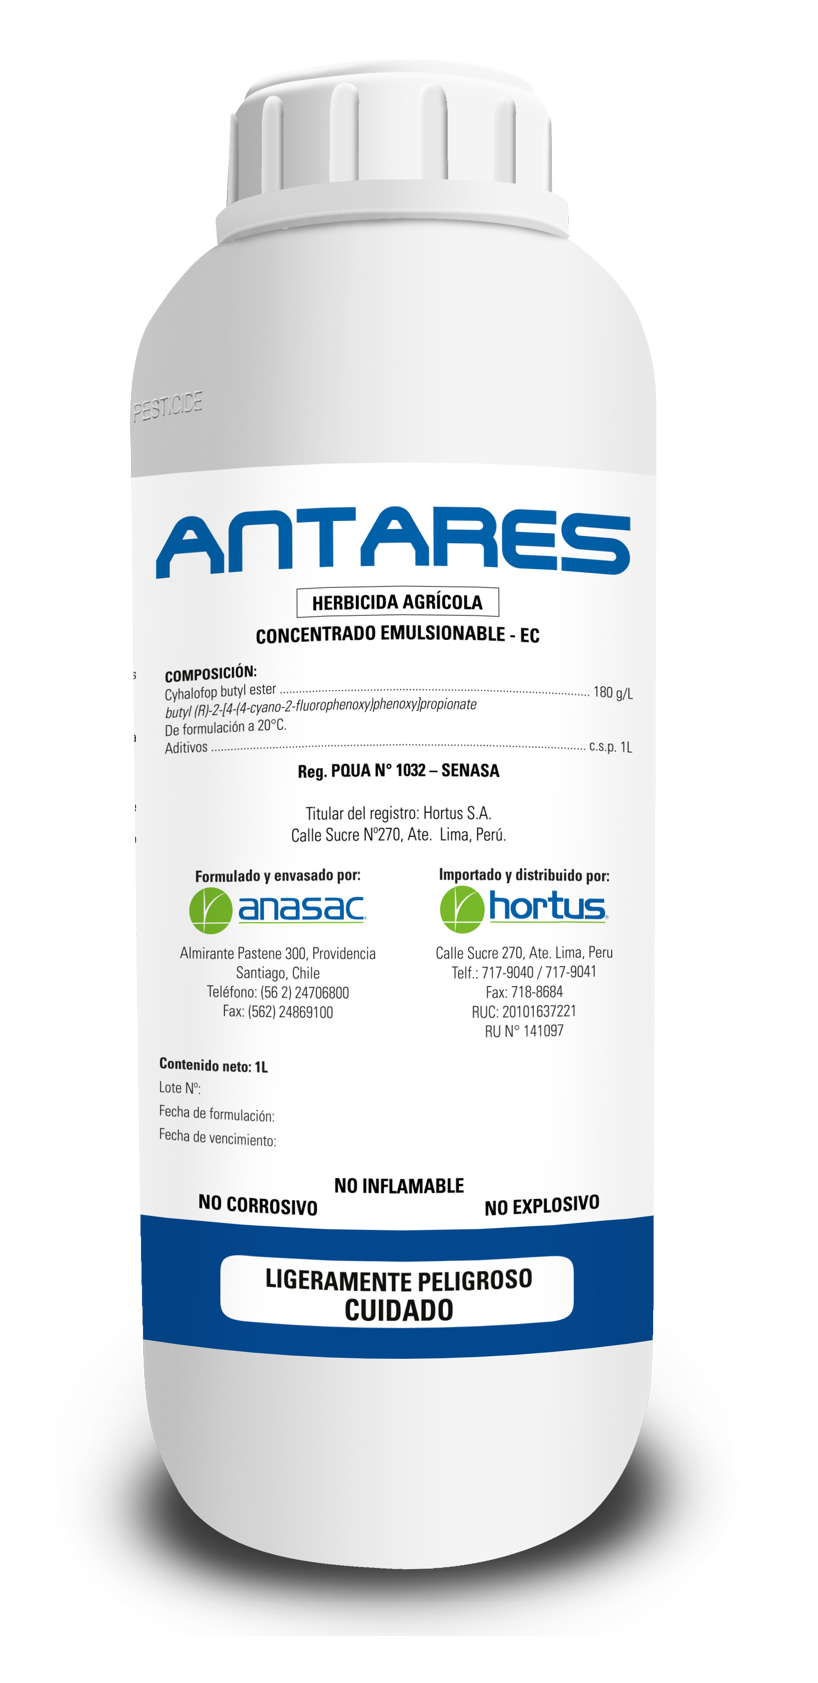 PESTICIDE
ANTARES
HERBICIDA AGRÍCOLA
CONCENTRADO EMULSIONABLE - EC
COMPOSICIÓN:
Cyhalofop butyl ester ........................ 180 g/L
butyl (R)-2-[4-(4-cyano-2-fluorophenoxy)phenoxy]propionate
De formulación a 20°C.
Aditivos ........................ c.s.p. 1L
Reg. PQUA N° 1032 – SENASA
Titular del registro: Hortus S.A.
Calle Sucre Nº270, Ate. Lima, Perú.
Formulado y envasado por:
anasac
Almirante Pastene 300, Providencia
Santiago, Chile
Teléfono: (56 2) 24706800
Fax: (562) 24869100
Importado y distribuido por:
hortus
Calle Sucre 270, Ate. Lima, Peru
Telf.: 717-9040 / 717-9041
Fax: 718-8684
RUC: 20101637221
RU N° 141097
Contenido neto: 1L
Lote Nº:
Fecha de formulación:
Fecha de vencimiento:
NO INFLAMABLE
NO CORROSIVO
NO EXPLOSIVO
LIGERAMENTE PELIGROSO
CUIDADO